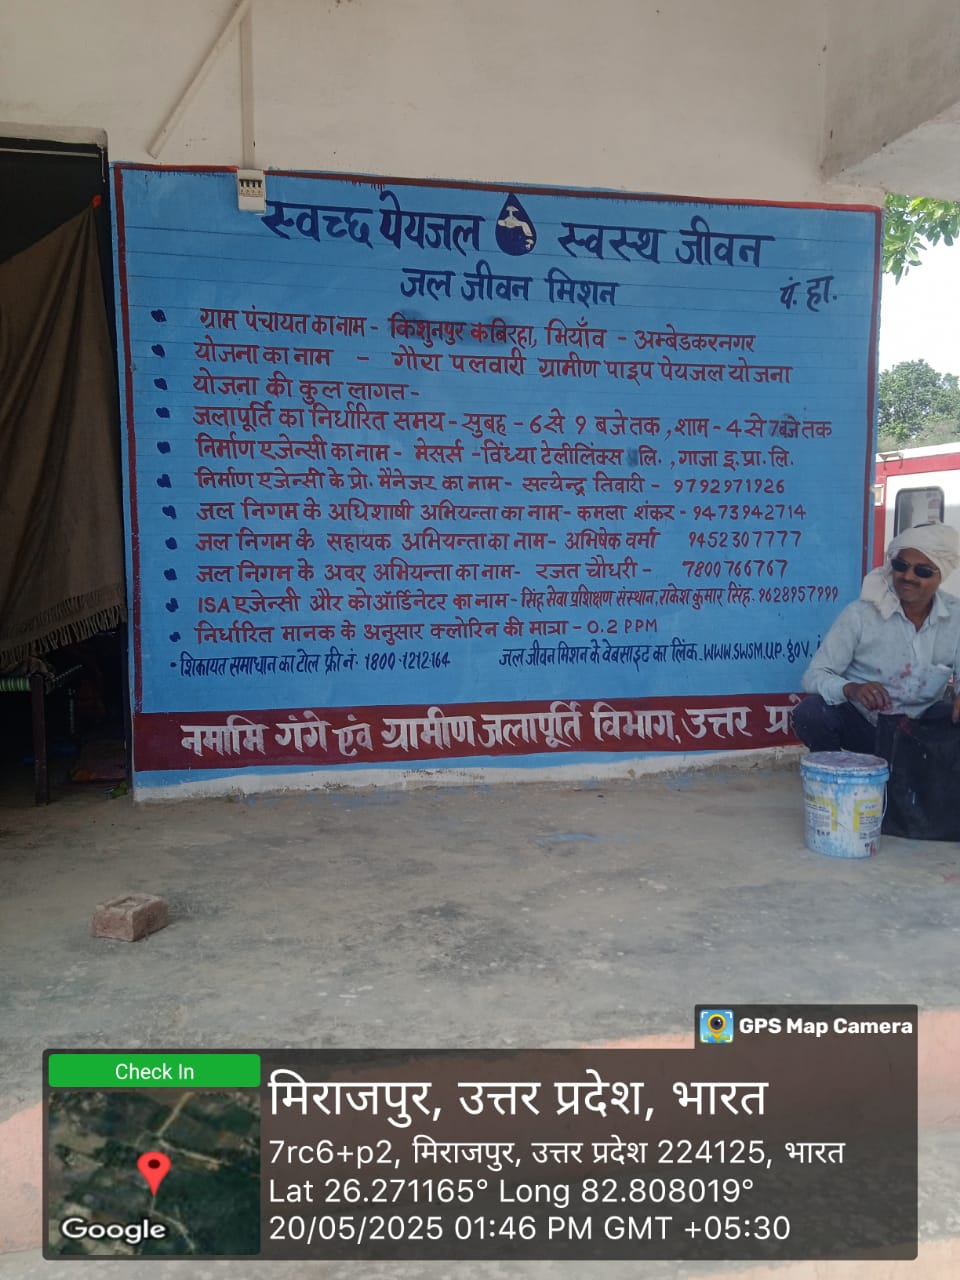 स्वच्छ पेयजल स्वस्थ जीवन
जल जीवन मिशन
पं. हा.
ग्राम पंचायत का नाम - किशुनपुर कबिरहा, भियाँव - अम्बेडकरनगर
योजना का नाम - गौरा पलवारी ग्रामीण पाइप पेयजल योजना
योजना की कुल लागत -
जलापूर्ति का निर्धारित समय - सुबह - 6 से 9 बजे तक, शाम - 4 से 7 बजे तक
निर्माण एजेन्सी का नाम - मेसर्स - विंध्या टेलीलिंक्स लि., गाजा इ. प्रा. लि.
निर्माण एजेन्सी के प्रो. मैनेजर का नाम - सत्येन्द्र तिवारी - 9792971926
जल निगम के अधिशाषी अभियन्ता का नाम - कमला शंकर - 9473942714
जल निगम के सहायक अभियन्ता का नाम - अभिषेक वर्मा 9452307777
जल निगम के अवर अभियन्ता का नाम - रजत चौधरी - 7800766767
ISA एजेन्सी और कोऑर्डिनेटर का नाम - सिंह सेवा प्रशिक्षण संस्थान, राकेश कुमार सिंह.
निर्धारित मानक के अनुसार क्लोरिन की मात्रा - 0.2 PPM
शिकायत समाधान का टोल फ्री नं. 1800-1212164 जल जीवन मिशन के वेबसाइट का लिंक WWW.SWSM.UP.gov.
नमामि गंगे एंव ग्रामीण जलापूर्ति विभाग, उत्तर
GPS Map Camera
Check In
मिराजपुर, उत्तर प्रदेश, भारत
7rc6+p2, मिराजपुर, उत्तर प्रदेश 224125, भारत
Lat 26.271165° Long 82.808019°
20/05/2025 01:46 PM GMT +05:30
Google